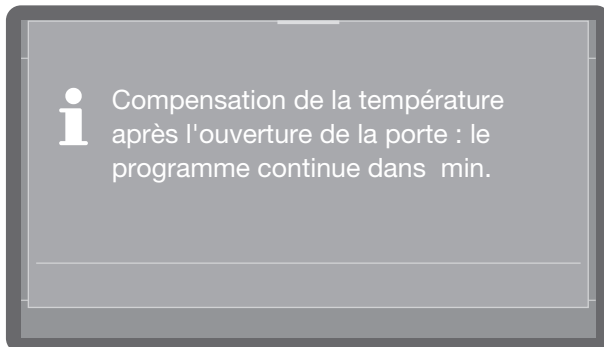 Compensation de la température
après l'ouverture de la porte : le
programme continue dans  min.